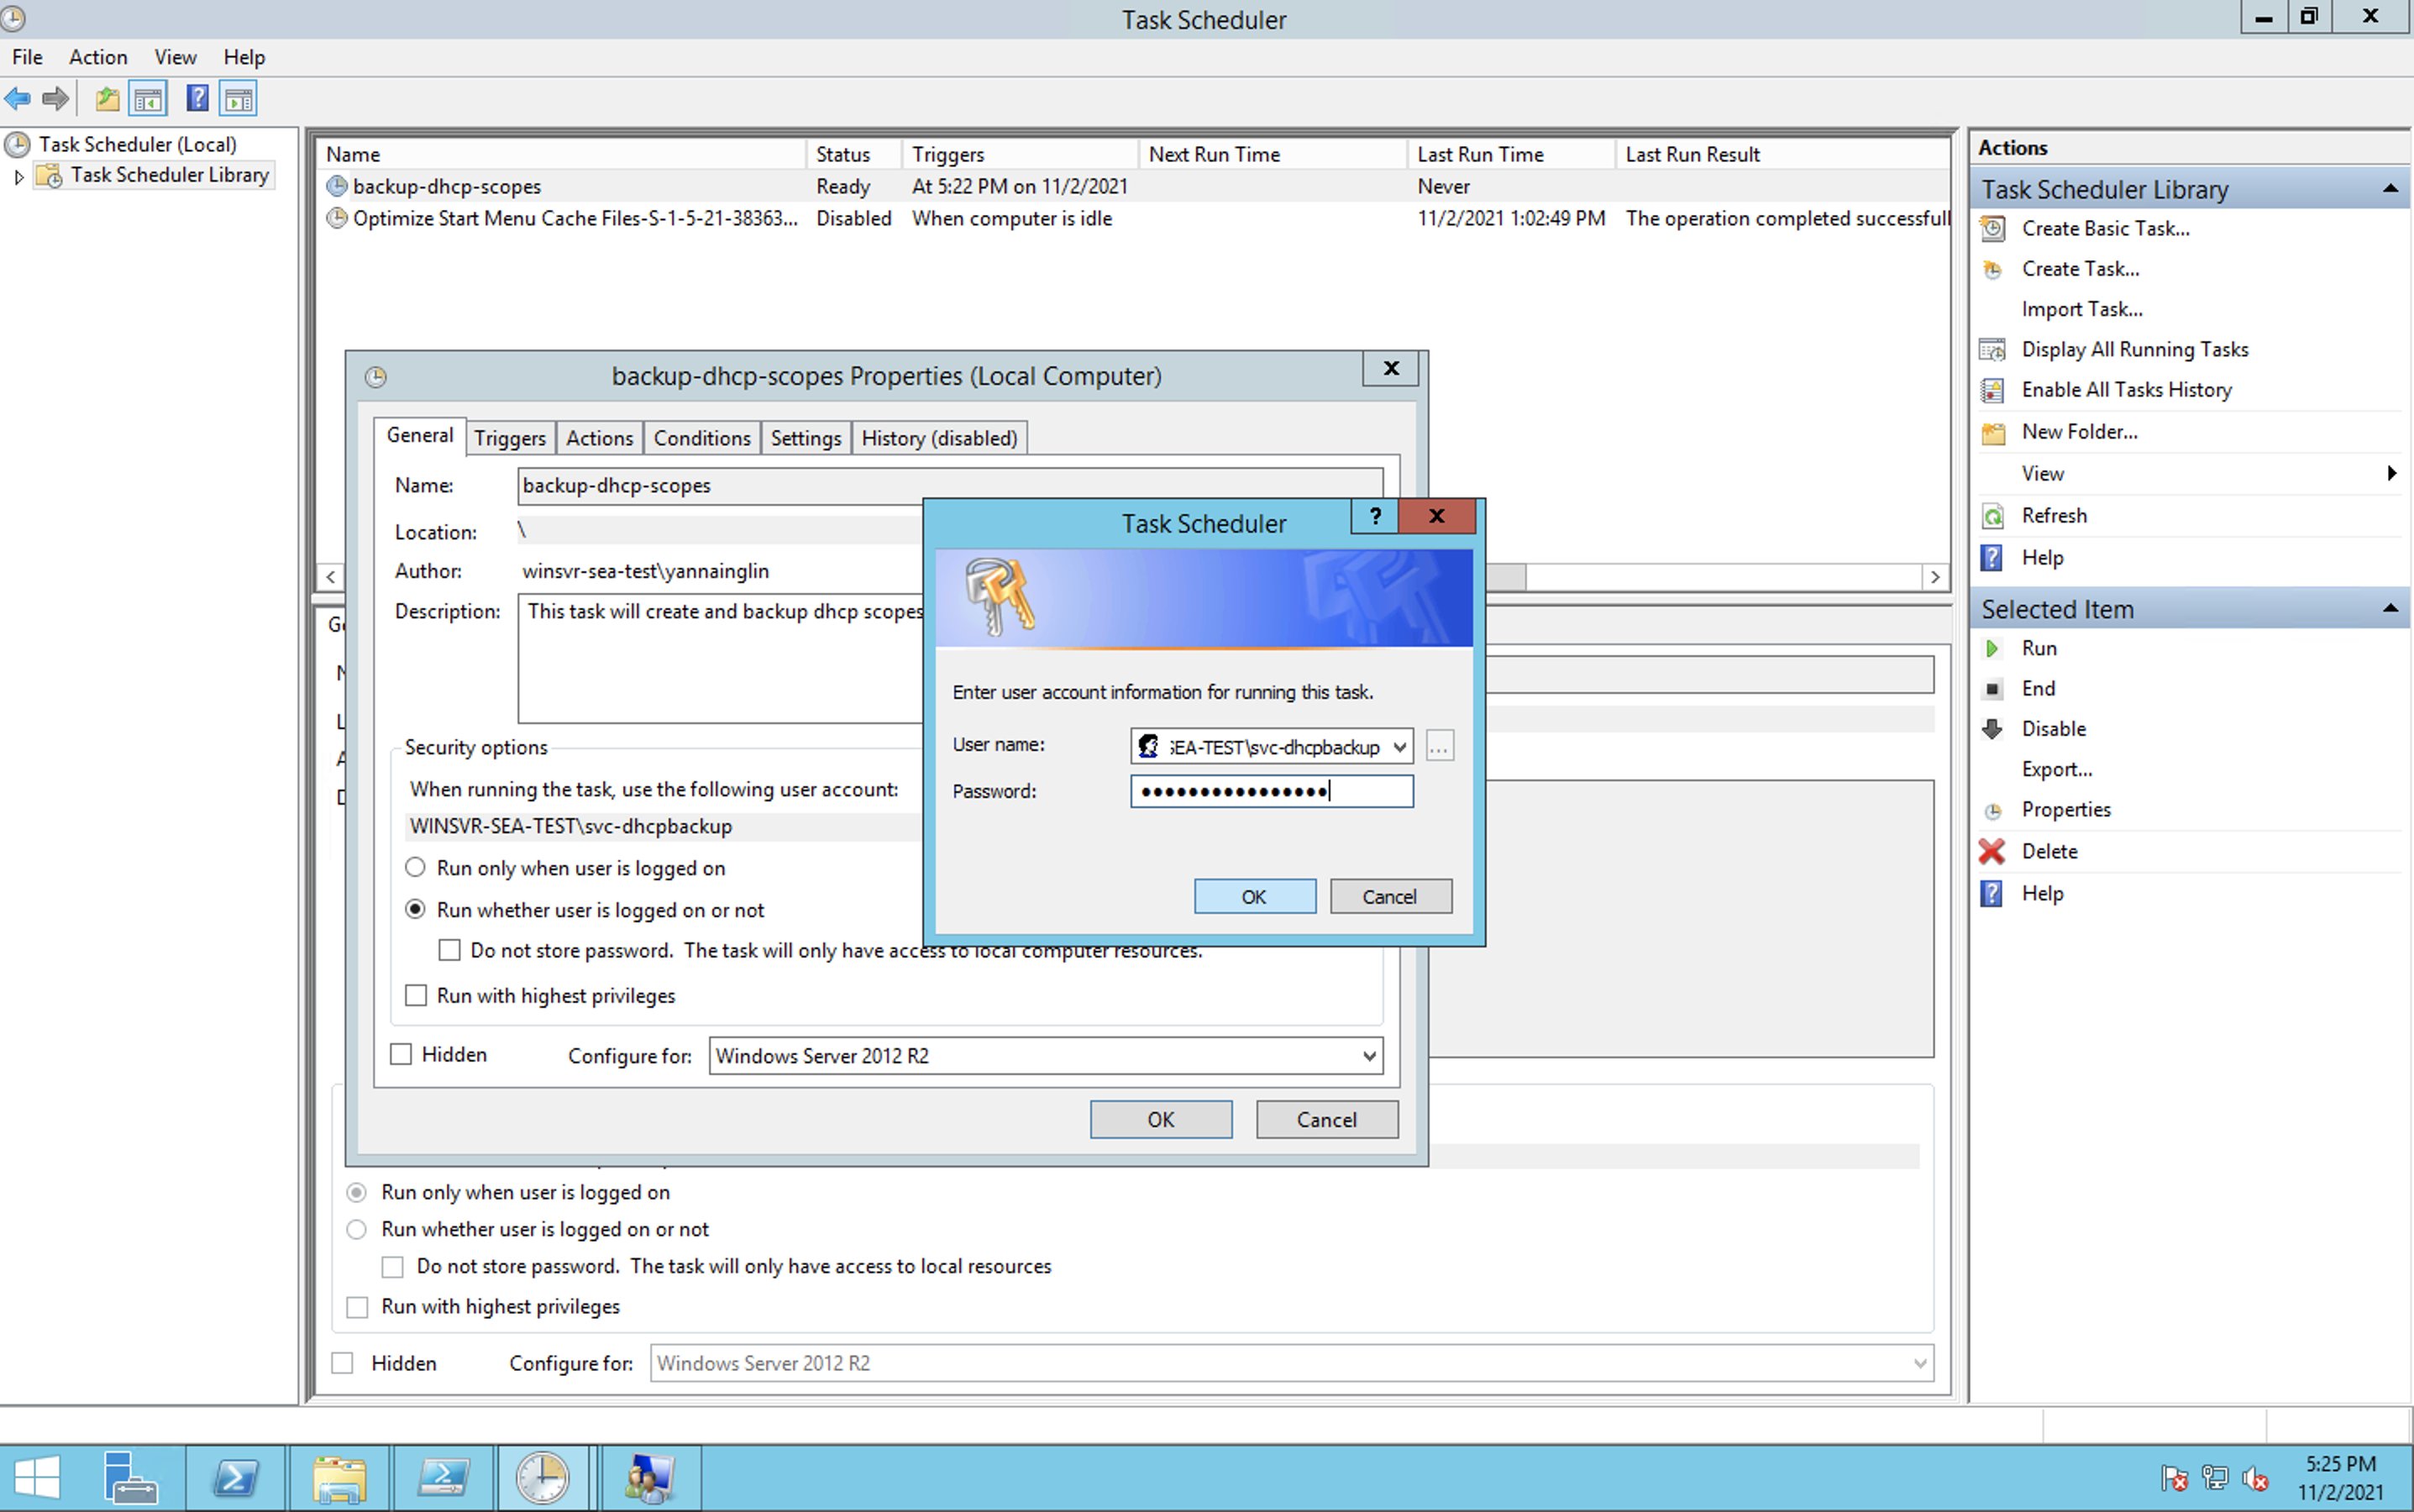 Task Scheduler
File Action View Help
Task Scheduler (Local)
Task Scheduler Library
Name Status Triggers Next Run Time Last Run Time Last Run Result
backup-dhcp-scopes Ready At 5:22 PM on 11/2/2021 Never
Optimize Start Menu Cache Files-S-1-5-21-38363... Disabled When computer is idle 11/2/2021 1:02:49 PM The operation completed successfull
backup-dhcp-scopes Properties (Local Computer)
General Triggers Actions Conditions Settings History (disabled)
Name: backup-dhcp-scopes
Location: \
Author: winsvr-sea-test\yannainglin
Description: This task will create and backup dhcp scopes
Security options
When running the task, use the following user account:
WINSVR-SEA-TEST\svc-dhcpbackup
Run only when user is logged on
Run whether user is logged on or not
Do not store password. The task will only have access to local computer resources.
Run with highest privileges
Hidden Configure for: Windows Server 2012 R2
OK Cancel
Task Scheduler
?
Enter user account information for running this task.
User name: SEA-TEST\svc-dhcpbackup ...
Password: ••••••••••••••••
OK Cancel
Run only when user is logged on
Run whether user is logged on or not
Do not store password. The task will only have access to local resources
Run with highest privileges
Hidden Configure for: Windows Server 2012 R2
Actions
Task Scheduler Library
Create Basic Task...
Create Task...
Import Task...
Display All Running Tasks
Enable All Tasks History
New Folder...
View
Refresh
Help
Selected Item
Run
End
Disable
Export...
Properties
Delete
Help
5:25 PM
11/2/2021